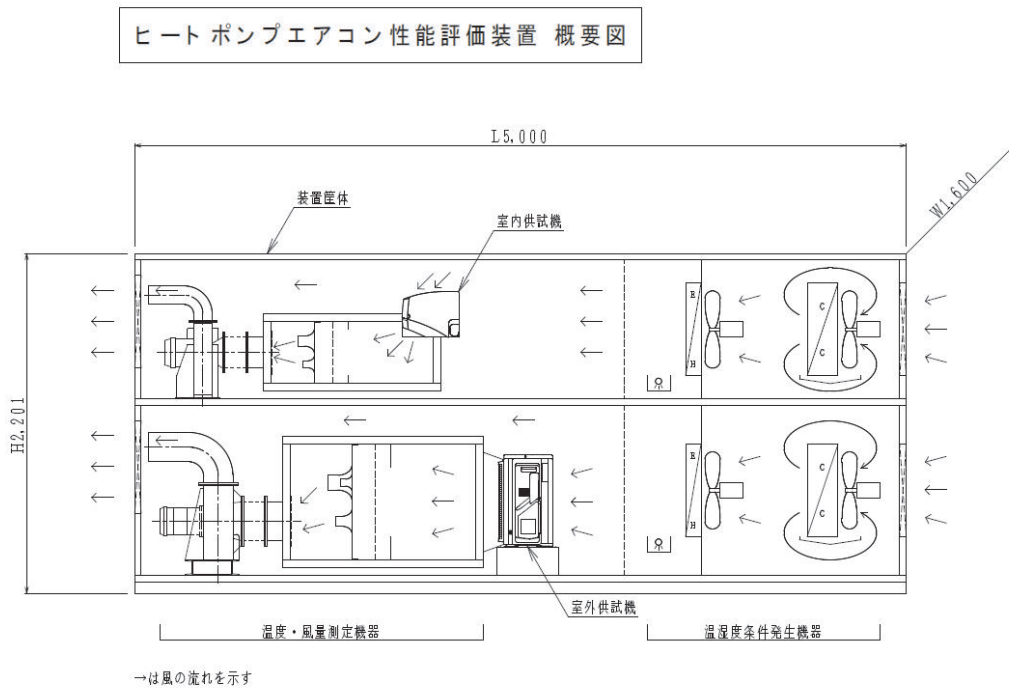 ヒートポンプエアコン性能評価装置 概要図
L5,000
W1,600
装置筐体
室内供試機
E
H
C
C
H2,201
E
H
C
C
室外供試機
温度・風量測定機器
温湿度条件発生機器
→は風の流れを示す